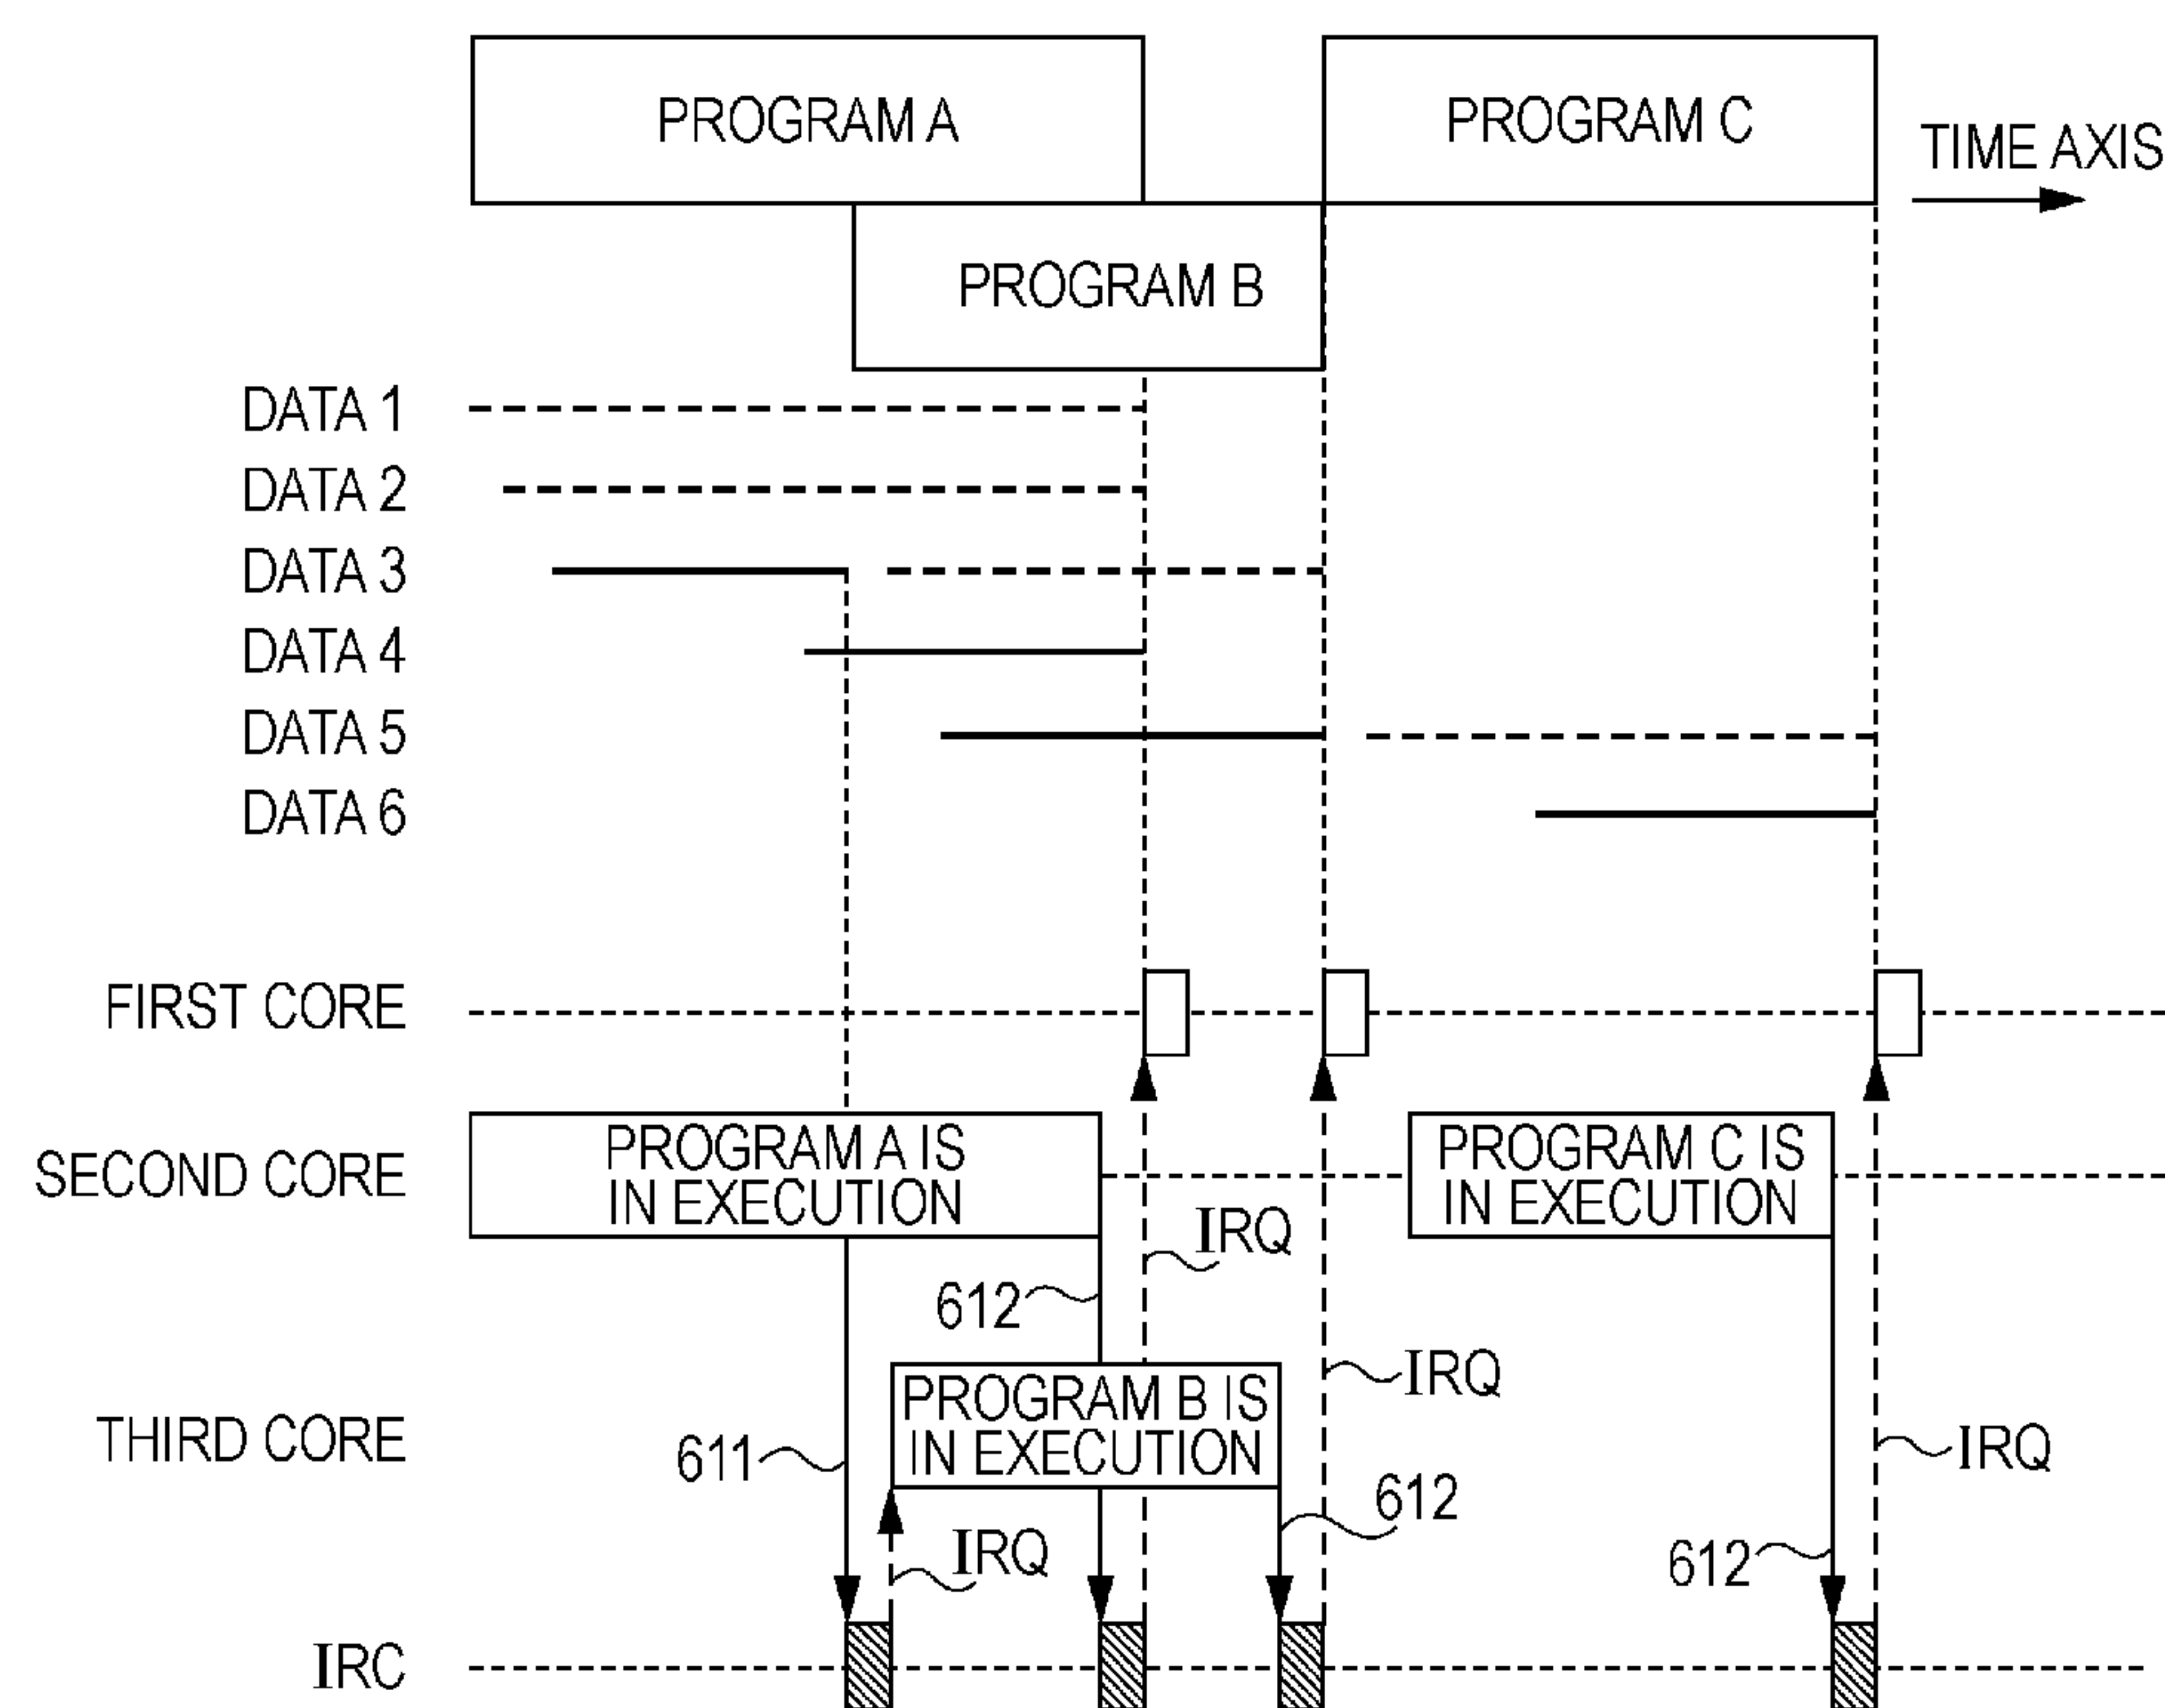 PROGRAM A
PROGRAM C
TIME AXIS
PROGRAM B
DATA 1
DATA 2
DATA 3
DATA 4
DATA 5
DATA 6
FIRST CORE
SECOND CORE
PROGRAM A IS
IN EXECUTION
PROGRAM C IS
IN EXECUTION
IRQ
612
IRQ
THIRD CORE
PROGRAM B IS
IN EXECUTION
611
IRQ
612
IRQ
612
IRC